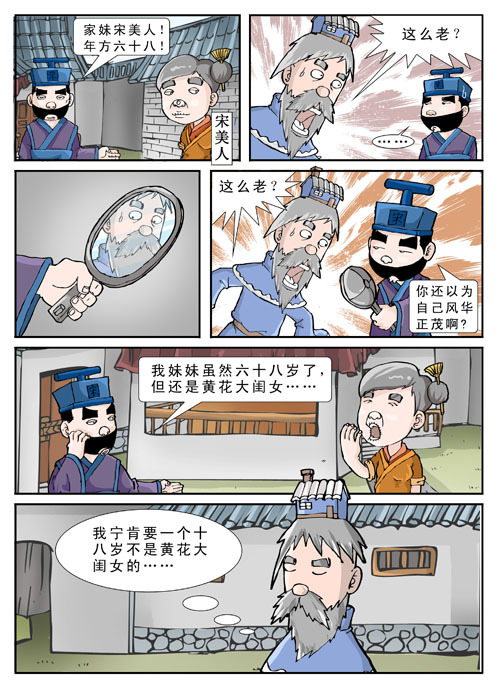 家妹宋美人！
年方六十八！
宋美人
这么老？
……
这么老？
你还以为
自己风华
正茂啊？
我妹妹虽然六十八岁了，
但还是黄花大闺女……
我宁肯要一个十
八岁不是黄花大
闺女的……